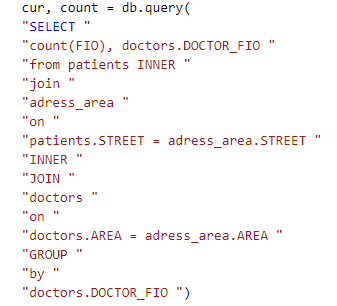 cur, count = db.query(
"SELECT "
"count(FIO), doctors.DOCTOR_FIO "
"from patients INNER "
"join "
"adress_area "
"on "
"patients.STREET = adress_area.STREET "
"INNER "
"JOIN "
"doctors "
"on "
"doctors.AREA = adress_area.AREA "
"GROUP "
"by "
"doctors.DOCTOR_FIO ")